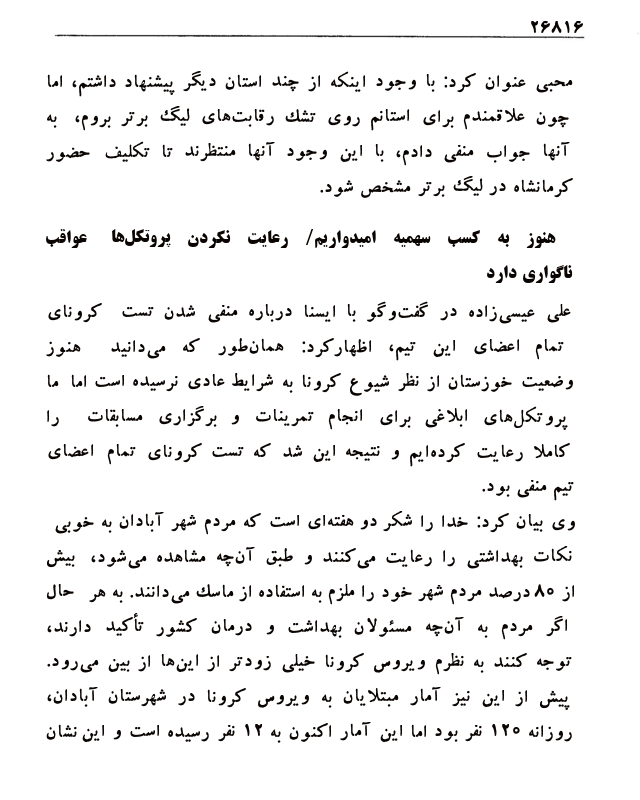 ۲۶۸۱۶
محبی عنوان کرد: با وجود اینکه از چند استان دیگر پیشنهاد داشتم، اما
چون علاقمندم برای استانم روی تشك رقابت‌های لیگ برتر بروم، به
آنها جواب منفی دادم، با این وجود آنها منتظرند تا تکلیف حضور
کرمانشاه در لیگ برتر مشخص شود.
هنوز به کسب سهمیه امیدواریم/ رعایت نکردن پروتکل‌ها عواقب
ناگواری دارد
علی عیسی‌زاده در گفت‌وگو با ایسنا درباره منفی شدن تست کرونای
تمام اعضای این تیم، اظهارکرد: همان‌طور که می‌دانید هنوز
وضعیت خوزستان از نظر شیوع کرونا به شرایط عادی نرسیده است اما ما
پروتکل‌های ابلاغی برای انجام تمرینات و برگزاری مسابقات را
کاملا رعایت کرده‌ایم و نتیجه این شد که تست کرونای تمام اعضای
تیم منفی بود.
وی بیان کرد: خدا را شکر دو هفته‌ای است که مردم شهر آبادان به خوبی
نکات بهداشتی را رعایت می‌کنند و طبق آن‌چه مشاهده می‌شود، بیش
از ۸۰ درصد مردم شهر خود را ملزم به استفاده از ماسك می‌دانند. به هر حال
اگر مردم به آن‌چه مسئولان بهداشت و درمان کشور تأکید دارند،
توجه کنند به نظرم ویروس کرونا خیلی زودتر از این‌ها از بین می‌رود.
پیش از این نیز آمار مبتلایان به ویروس کرونا در شهرستان آبادان،
روزانه ۱۲۰ نفر بود اما این آمار اکنون به ۱۲ نفر رسیده است و این نشان